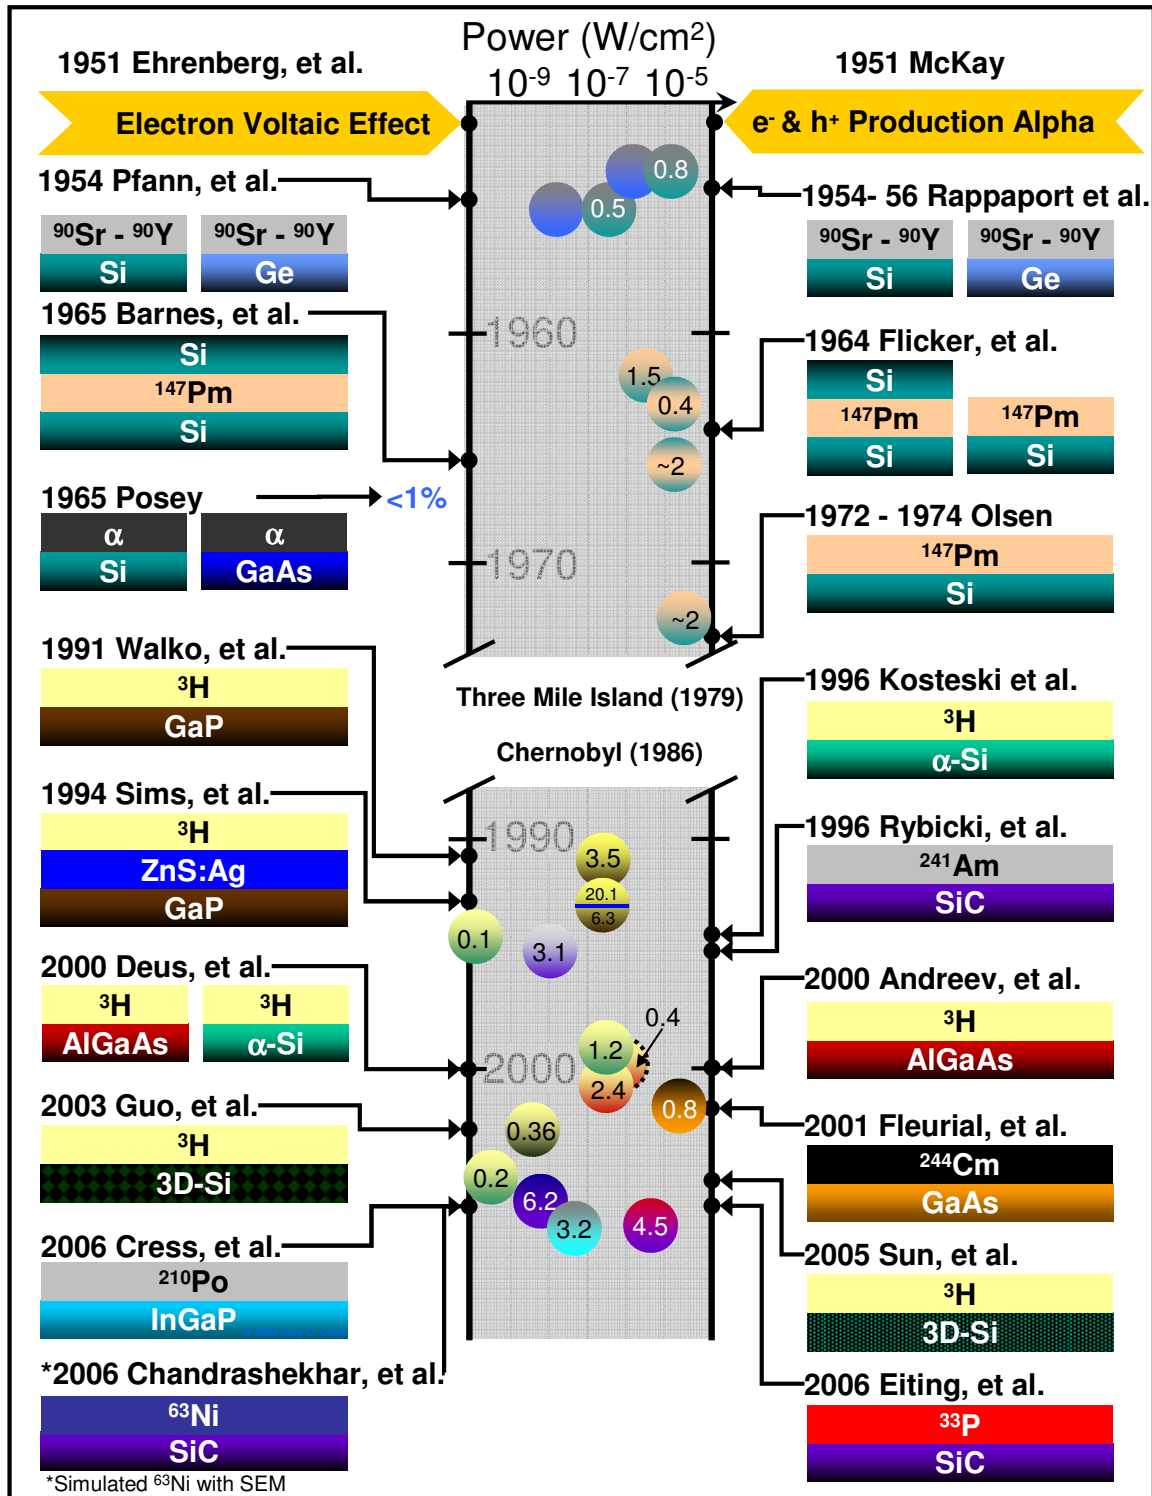 Power (W/cm²)
10⁻⁹ 10⁻⁷ 10⁻⁵
1951 Ehrenberg, et al.
Electron Voltaic Effect
1951 McKay
e⁻ & h⁺ Production Alpha
1954 Pfann, et al.
⁹⁰Sr - ⁹⁰Y
Si
⁹⁰Sr - ⁹⁰Y
Ge
1965 Barnes, et al.
Si
¹⁴⁷Pm
Si
1965 Posey
<1%
α
Si
α
GaAs
1991 Walko, et al.
³H
GaP
1994 Sims, et al.
³H
ZnS:Ag
GaP
2000 Deus, et al.
³H
AlGaAs
³H
α-Si
2003 Guo, et al.
³H
3D-Si
2006 Cress, et al.
²¹⁰Po
InGaP
*2006 Chandrashekhar, et al.
⁶³Ni
SiC
*Simulated ⁶³Ni with SEM
0.8
0.5
1960
1.5
0.4
~2
1970
~2
Three Mile Island (1979)
Chernobyl (1986)
1990
3.5
20.1
6.3
0.1
3.1
0.4
1.2
2000
2.4
0.8
0.36
0.2
6.2
3.2
4.5
1954- 56 Rappaport et al.
⁹⁰Sr - ⁹⁰Y
Si
⁹⁰Sr - ⁹⁰Y
Ge
1964 Flicker, et al.
Si
¹⁴⁷Pm
Si
¹⁴⁷Pm
Si
1972 - 1974 Olsen
¹⁴⁷Pm
Si
1996 Kosteski et al.
³H
α-Si
1996 Rybicki, et al.
²⁴¹Am
SiC
2000 Andreev, et al.
³H
AlGaAs
2001 Fleurial, et al.
²⁴⁴Cm
GaAs
2005 Sun, et al.
³H
3D-Si
2006 Eiting, et al.
³³P
SiC